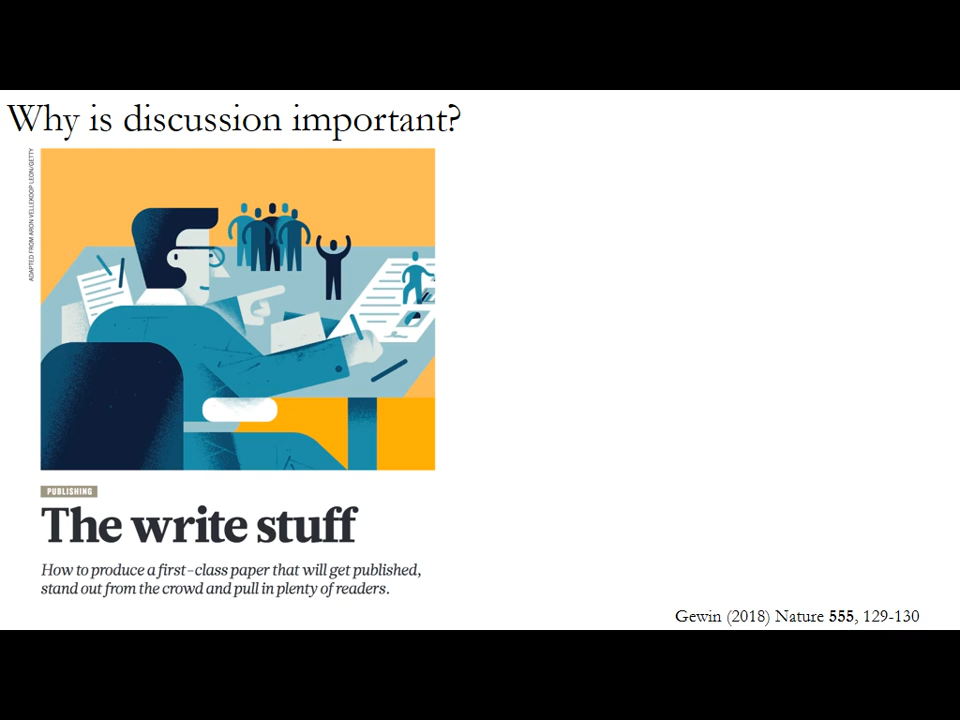 Why is discussion important?
ADAPTED FROM ARON VELLEKOOP LEON/GETTY
PUBLISHING
The write stuff
How to produce a first-class paper that will get published,
stand out from the crowd and pull in plenty of readers.
Gewin (2018) Nature 555, 129-130